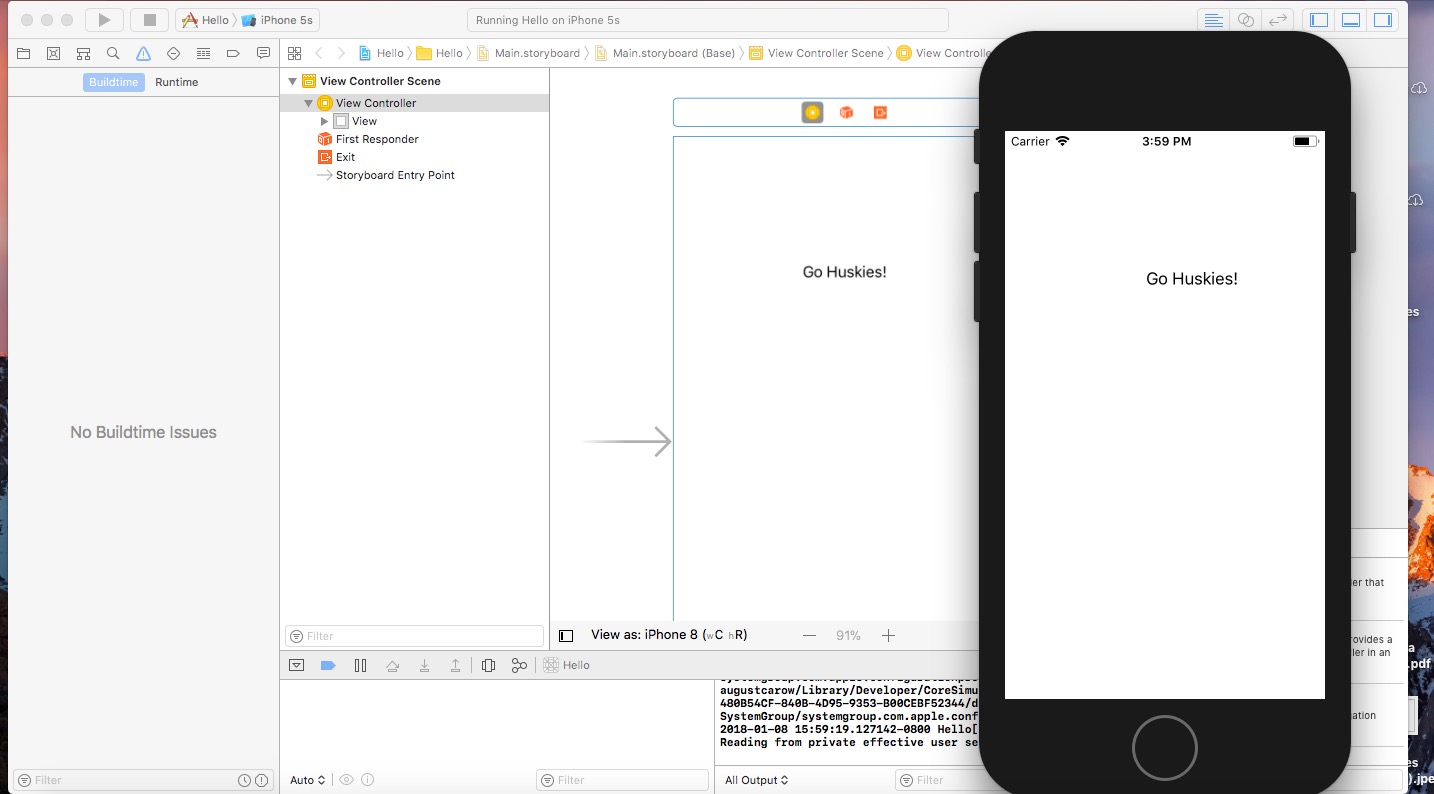 Hello iPhone 5s
Running Hello on iPhone 5s
Hello Hello Main.storyboard Main.storyboard (Base) View Controller Scene View Controlle
Buildtime Runtime
No Buildtime Issues
Filter
View Controller Scene
View Controller
View
First Responder
Exit
Storyboard Entry Point
Filter
Go Huskies!
View as: iPhone 8 (wC hR) 91%
Hello
augustcarow/Library/Developer/CoreSimu
480B54CF-840B-4D95-9353-B00CEBF52344/d
SystemGroup/systemgroup.com.apple.conf
2018-01-08 15:59:19.127142-0800 Hello[
Reading from private effective user se
Auto Filter
All Output Filter
Carrier 3:59 PM
Go Huskies!
er that
rovides a
ler in an
ation
es
a
.pdf
es
).jpe